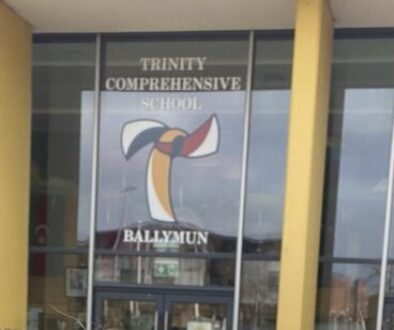 TRINITY
COMPREHENSIVE
SCHOOL
BALLYMUN